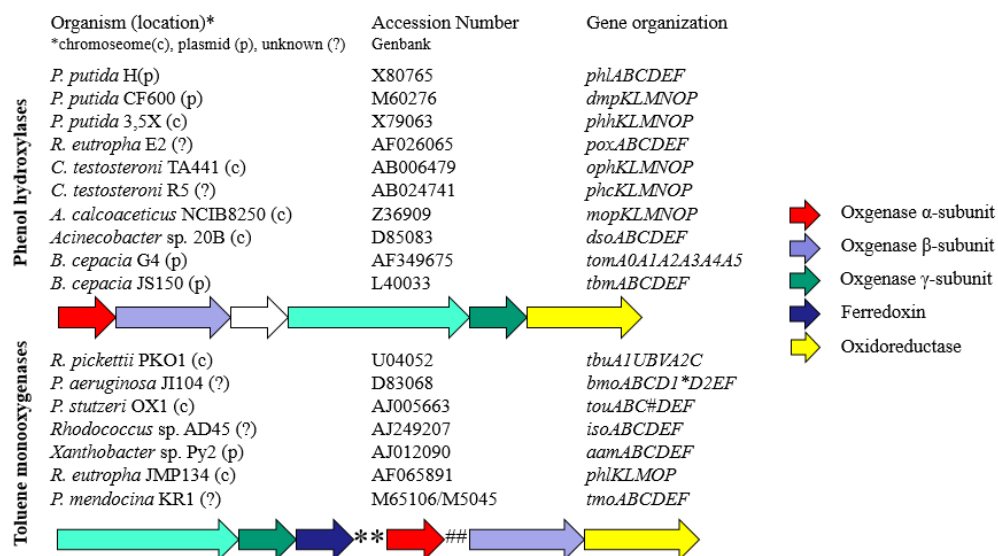 Organism (location)* Accession Number Gene organization
*chromoseome(c), plasmid (p), unknown (?) Genbank
Phenol hydroxylases
P. putida H(p) X80765 phlABCDEF
P. putida CF600 (p) M60276 dmpKLMNOP
P. putida 3,5X (c) X79063 phhKLMNOP
R. eutropha E2 (?) AF026065 poxABCDEF
C. testosteroni TA441 (c) AB006479 ophKLMNOP
C. testosteroni R5 (?) AB024741 phcKLMNOP
A. calcoaceticus NCIB8250 (c) Z36909 mopKLMNOP
Acinecobacter sp. 20B (c) D85083 dsoABCDEF
B. cepacia G4 (p) AF349675 tomA0A1A2A3A4A5
B. cepacia JS150 (p) L40033 tbmABCDEF
Toluene monooxygenases
R. pickettii PKO1 (c) U04052 tbuA1UBVA2C
P. aeruginosa JI104 (?) D83068 bmoABCD1*D2EF
P. stutzeri OX1 (c) AJ005663 touABC#DEF
Rhodococcus sp. AD45 (?) AJ249207 isoABCDEF
Xanthobacter sp. Py2 (p) AJ012090 aamABCDEF
R. eutropha JMP134 (c) AF065891 phlKLMOP
P. mendocina KR1 (?) M65106/M5045 tmoABCDEF
** ##
Oxgenase α-subunit
Oxgenase β-subunit
Oxgenase γ-subunit
Ferredoxin
Oxidoreductase